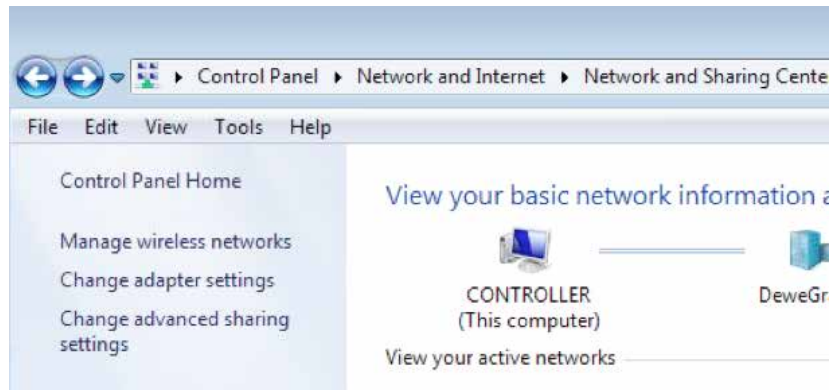 Control Panel Network and Internet Network and Sharing Cente
File Edit View Tools Help
Control Panel Home
Manage wireless networks
Change adapter settings
Change advanced sharing
settings
View your basic network information a
CONTROLLER
(This computer)
DeweGr
View your active networks